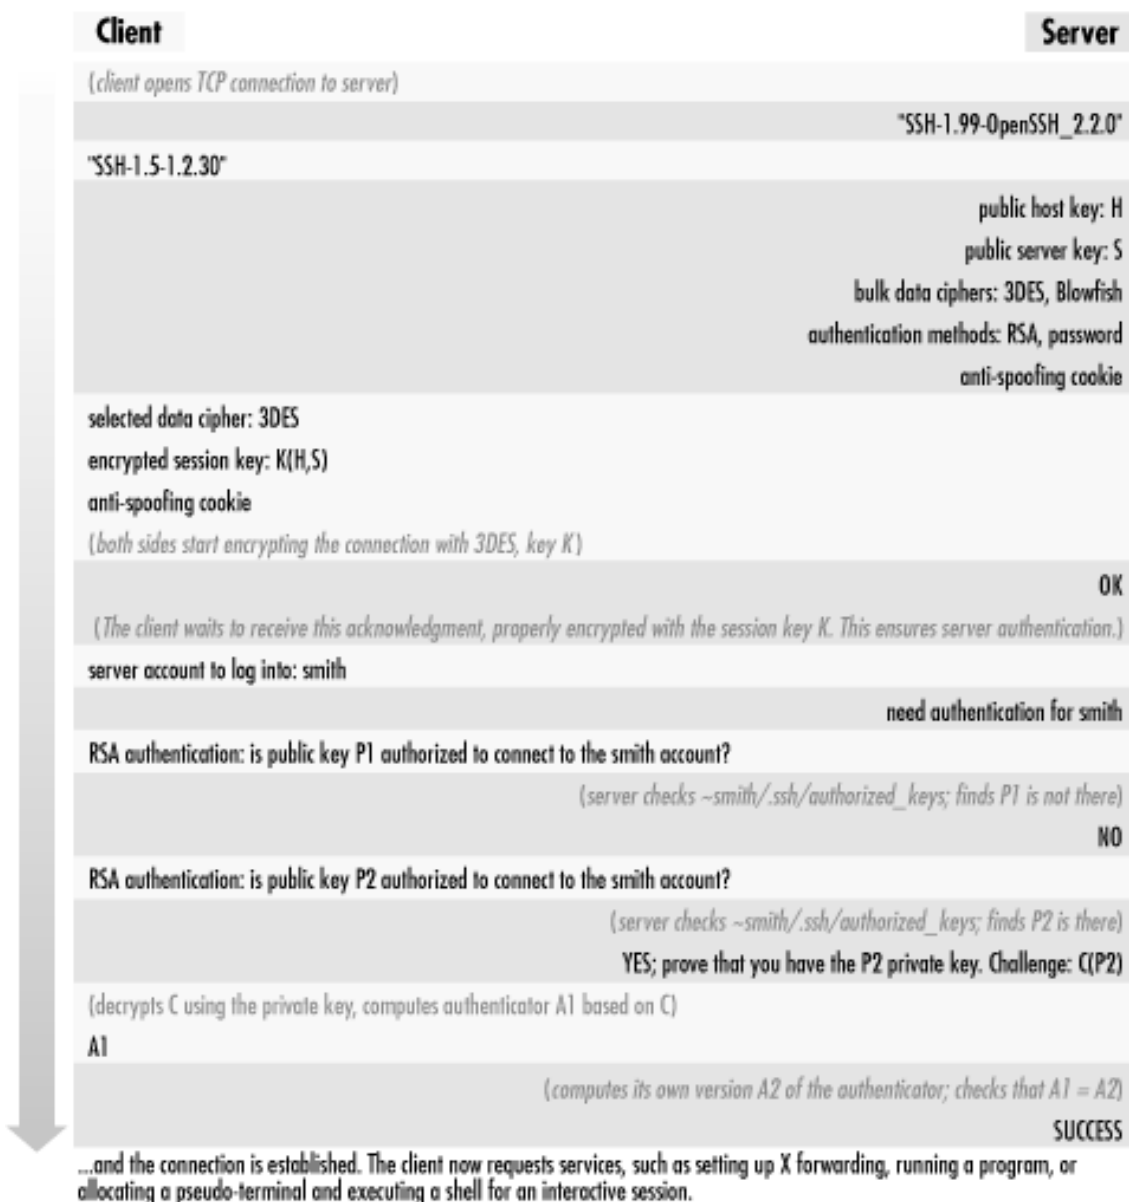 Client
Server
(client opens TCP connection to server)
"SSH-1.99-OpenSSH_2.2.0"
"SSH-1.5-1.2.30"
public host key: H
public server key: S
bulk data ciphers: 3DES, Blowfish
authentication methods: RSA, password
anti-spoofing cookie
selected data cipher: 3DES
encrypted session key: K(H,S)
anti-spoofing cookie
(both sides start encrypting the connection with 3DES, key K)
OK
(The client waits to receive this acknowledgment, properly encrypted with the session key K. This ensures server authentication.)
server account to log into: smith
need authentication for smith
RSA authentication: is public key P1 authorized to connect to the smith account?
(server checks ~smith/.ssh/authorized_keys; finds P1 is not there)
NO
RSA authentication: is public key P2 authorized to connect to the smith account?
(server checks ~smith/.ssh/authorized_keys; finds P2 is there)
YES; prove that you have the P2 private key. Challenge: C(P2)
(decrypts C using the private key, computes authenticator A1 based on C)
A1
(computes its own version A2 of the authenticator; checks that A1 = A2)
SUCCESS
...and the connection is established. The client now requests services, such as setting up X forwarding, running a program, or
allocating a pseudo-terminal and executing a shell for an interactive session.